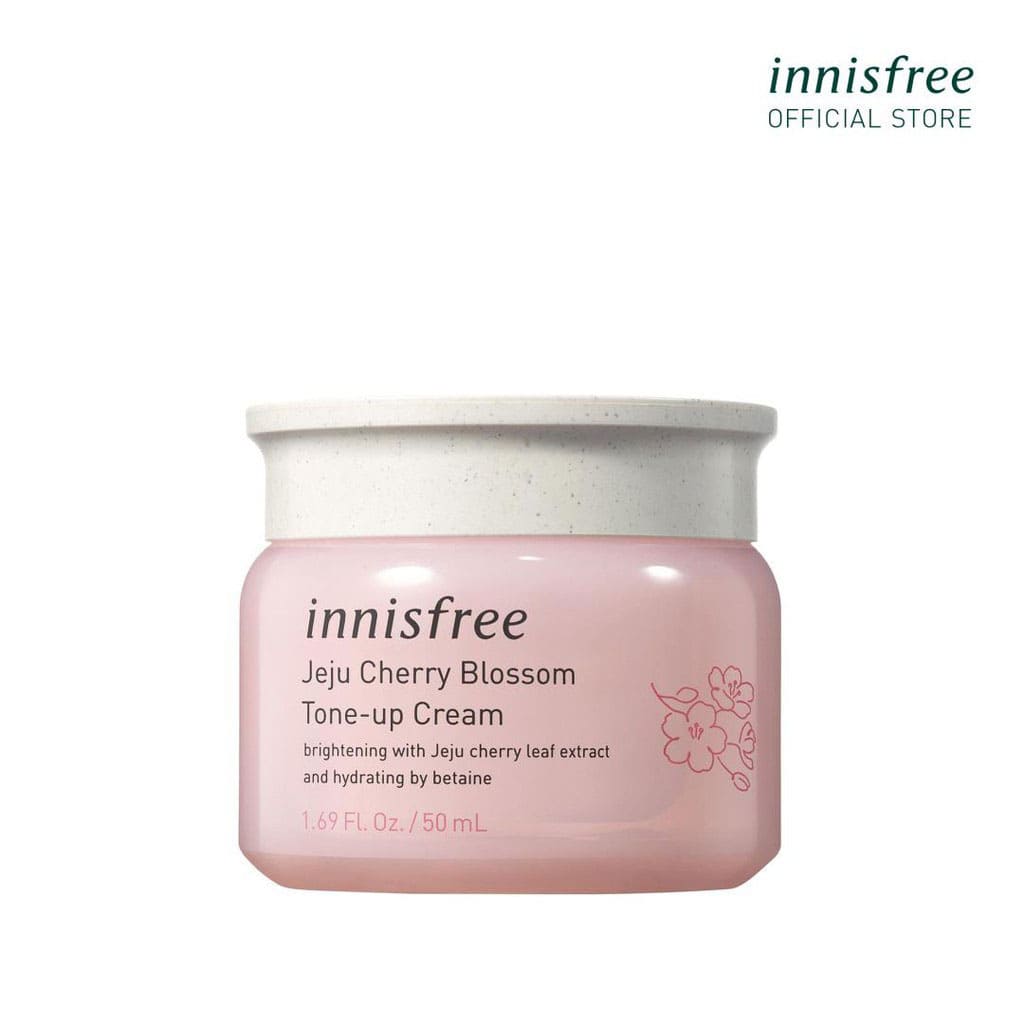 innisfree
OFFICIAL STORE
innisfree
Jeju Cherry Blossom
Tone-up Cream
brightening with Jeju cherry leaf extract
and hydrating by betaine
1.69 Fl. Oz. / 50 mL